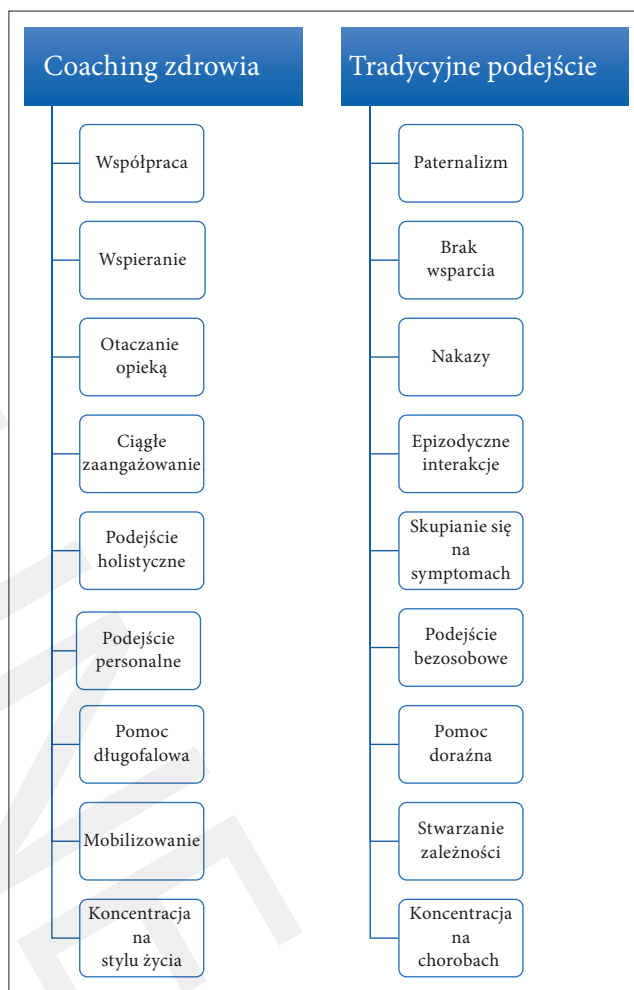 Coaching zdrowia
Współpraca
Wspieranie
Otaczanie
opieką
Ciągłe
zaangażowanie
Podejście
holistyczne
Podejście
personalne
Pomoc
długofalowa
Mobilizowanie
Koncentracja
na
stylu życia
Tradycyjne podejście
Paternalizm
Brak
wsparcia
Nakazy
Epizodyczne
interakcje
Skupianie się
na
symptomach
Podejście
bezosobowe
Pomoc
doraźna
Stwarzanie
zależności
Koncentracja
na
chorobach